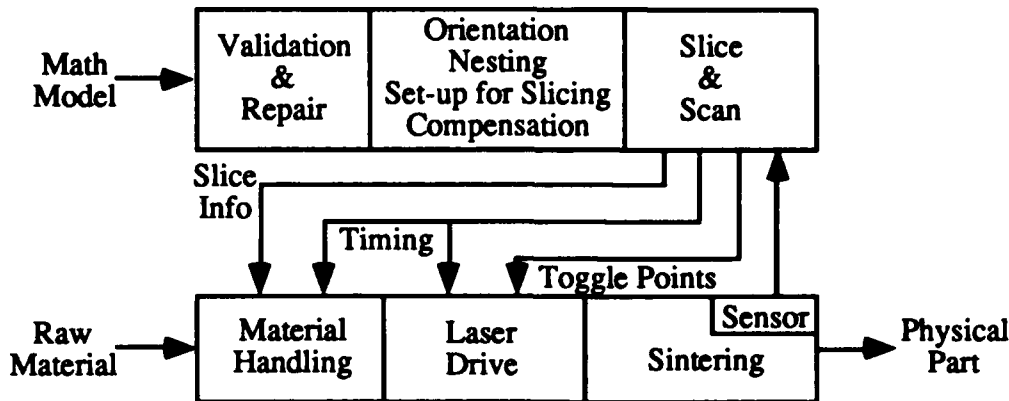 Math
Model
Validation
&
Repair
Orientation
Nesting
Set-up for Slicing
Compensation
Slice
&
Scan
Slice
Info
Timing
Toggle Points
Raw
Material
Material
Handling
Laser
Drive
Sensor
Sintering
Physical
Part